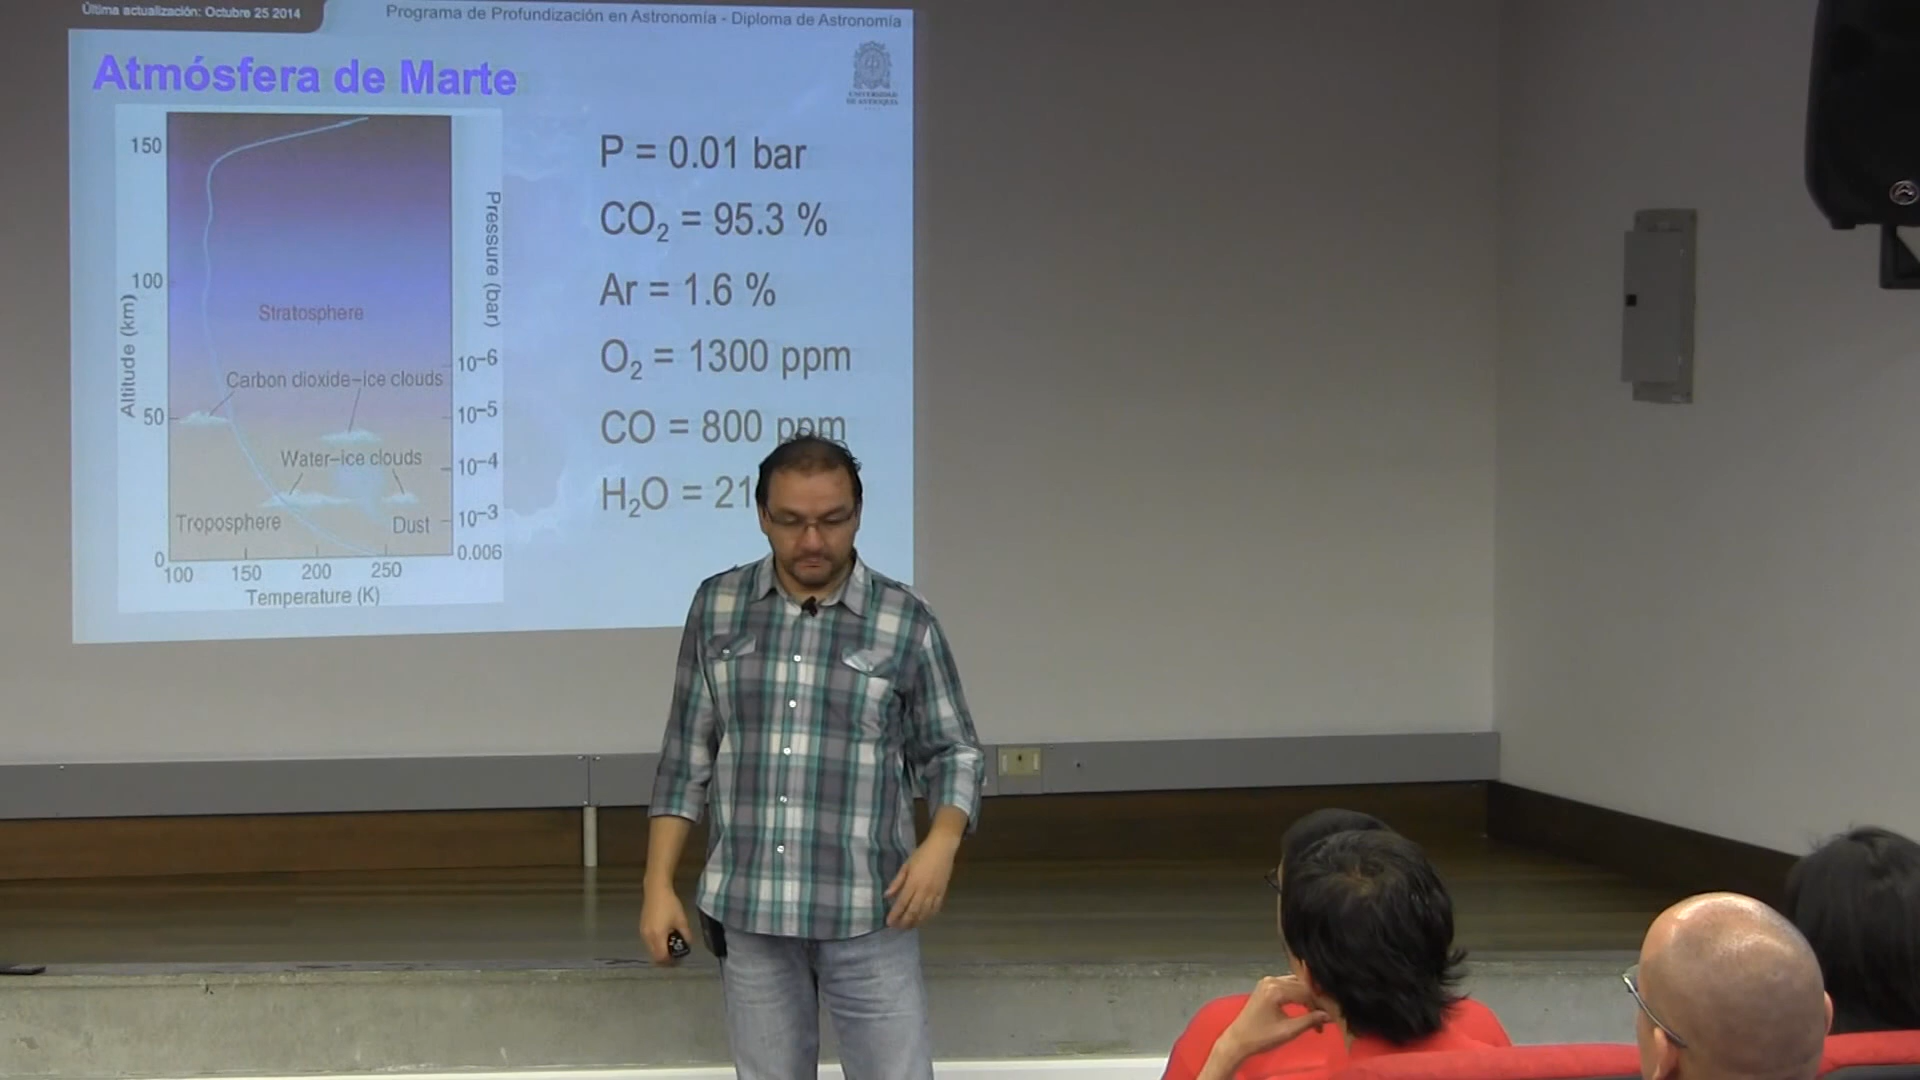 Última actualización: Octubre 25 2014
Programa de Profundización en Astronomía - Diploma de Astronomía
Atmósfera de Marte
UNIVERSIDAD
DE ANTIOQUIA
P = 0.01 bar
CO₂ = 95.3 %
Ar = 1.6 %
O₂ = 1300 ppm
CO = 800 ppm
H₂O = 21
150
100
50
0
Altitude (km)
Stratosphere
Carbon dioxide–ice clouds
Water–ice clouds
Troposphere
Dust
Pressure (bar)
10–6
10–5
10–4
10–3
0.006
100 150 200 250
Temperature (K)